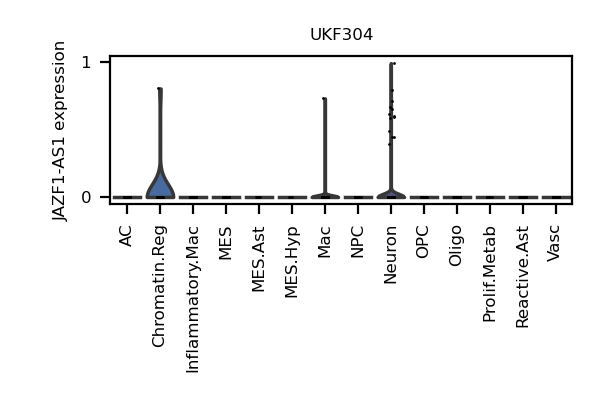 UKF304
JAZF1-AS1 expression
1
0
AC
Chromatin.Reg
Inflammatory.Mac
MES
MES.Ast
MES.Hyp
Mac
NPC
Neuron
OPC
Oligo
Prolif.Metab
Reactive.Ast
Vasc